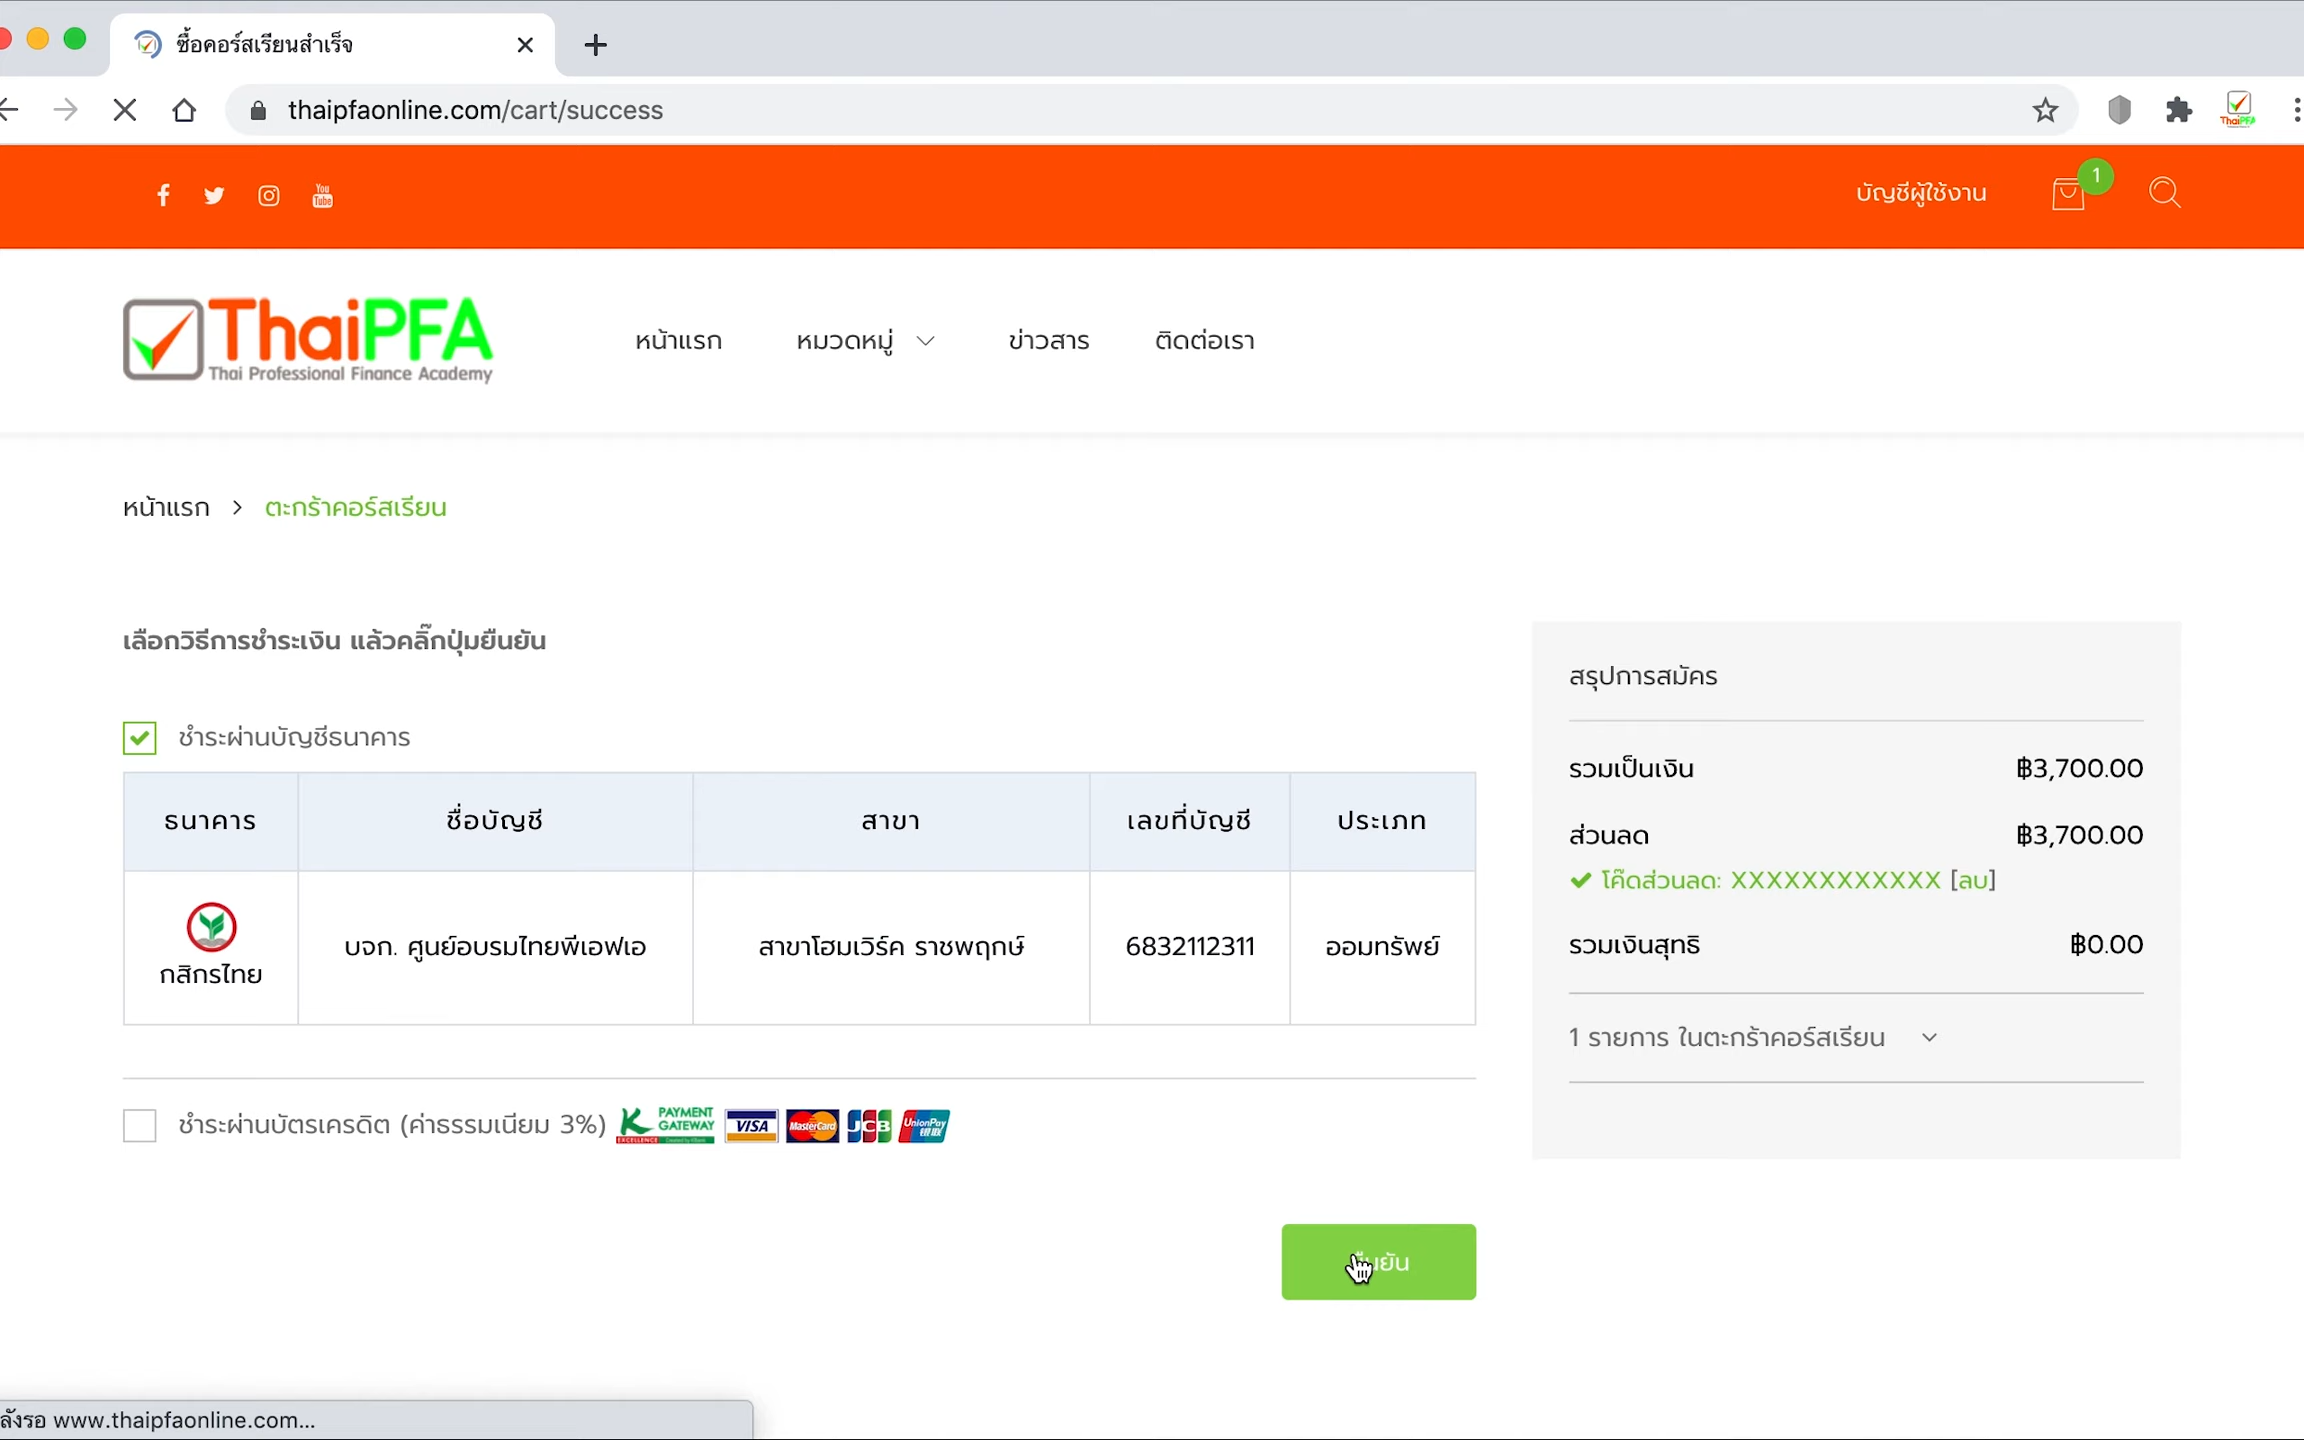 ซื้อคอร์สเรียนสำเร็จ
thaipfaonline.com/cart/success
ThaiPFA
You
Tube
บัญชีผู้ใช้งาน
1
ThaiPFA
Thai Professional Finance Academy
หน้าแรก
หมวดหมู่
ข่าวสาร
ติดต่อเรา
หน้าแรก > ตะกร้าคอร์สเรียน
เลือกวิธีการชำระเงิน แล้วคลิ๊กปุ่มยืนยัน
ชำระผ่านบัญชีธนาคาร
ธนาคาร ชื่อบัญชี สาขา เลขที่บัญชี ประเภท
กสิกรไทย บจก. ศูนย์อบรมไทยพีเอฟเอ สาขาโฮมเวิร์ค ราชพฤกษ์ 6832112311 ออมทรัพย์
ชำระผ่านบัตรเครดิต (ค่าธรรมเนียม 3%)
K PAYMENT GATEWAY
EXCELLENCE
VISA
MasterCard
JCB
UnionPay
银联
สรุปการสมัคร
รวมเป็นเงิน ฿3,700.00
ส่วนลด ฿3,700.00
โค๊ดส่วนลด: XXXXXXXXXXXX [ลบ]
รวมเงินสุทธิ ฿0.00
1 รายการ ในตะกร้าคอร์สเรียน
www.thaipfaonline.com...